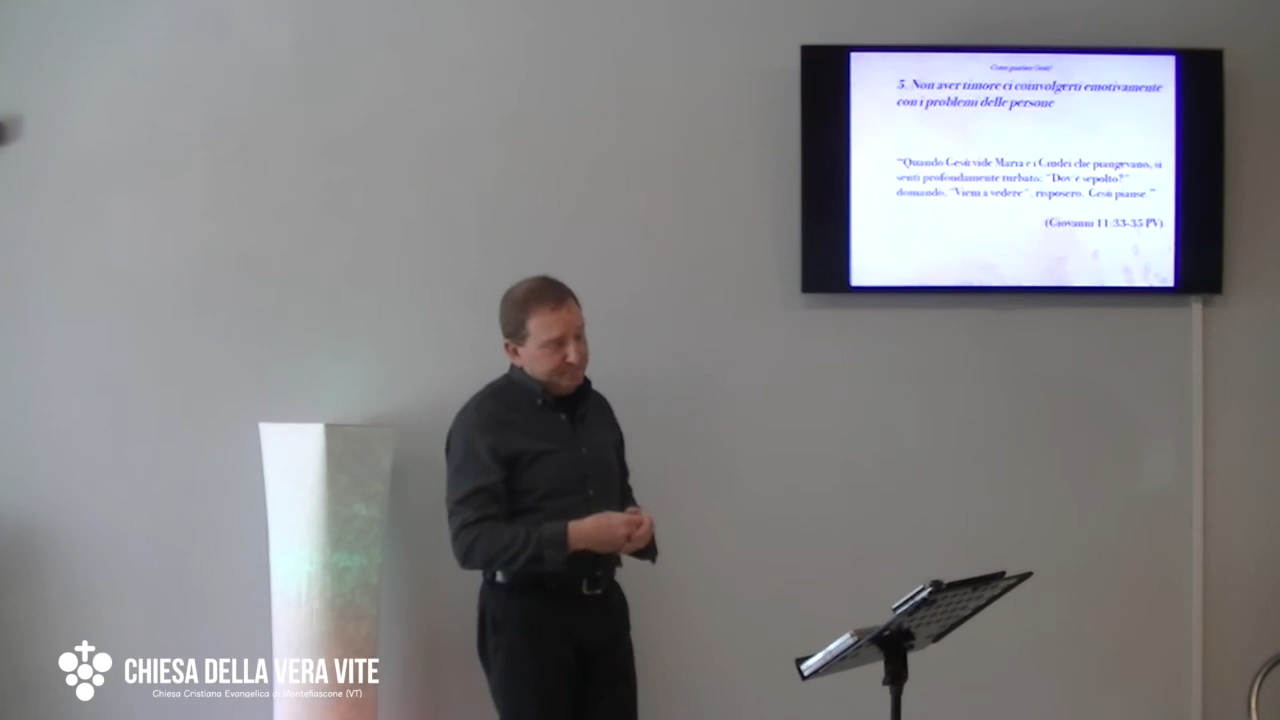 Come guarisce Gesù?
5. Non aver timore ci coinvolgerti emotivamente
con i problemi delle persone
"Quando Gesù vide Maria e i Giudei che piangevano, si
sentì profondamente turbato: "Dov'è sepolto?"
domandò, "Vieni a vedere", risposero. Gesù pianse."
(Giovanni 11:33-35 PV)
CHIESA DELLA VERA VITE
Chiesa Cristiana Evangelica di Montefiascone (VT)